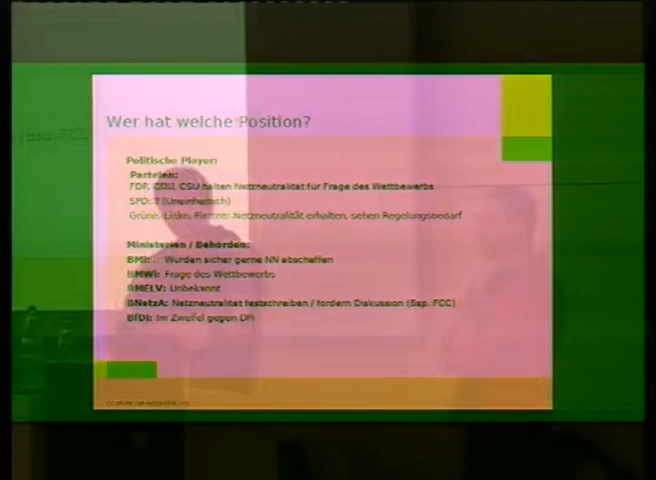 Wer hat welche Position?
Politische Player:
Parteien:
FDP, CDU, CSU halten Netzneutralität für Frage des Wettbewerbs
SPD: ? (Uneinheitlich)
Grüne, Linke, Piraten: Netzneutralität erhalten, sehen Regelungsbedarf
Ministerien / Behörden:
BMI: Würden sicher gerne NN abschaffen
BMWi: Frage des Wettbewerbs
BMELV: Unbekannt
BNetzA: Netzneutralität festschreiben / fordern Diskussion (Bsp. FCC)
BfDI: Im Zweifel gegen DPI